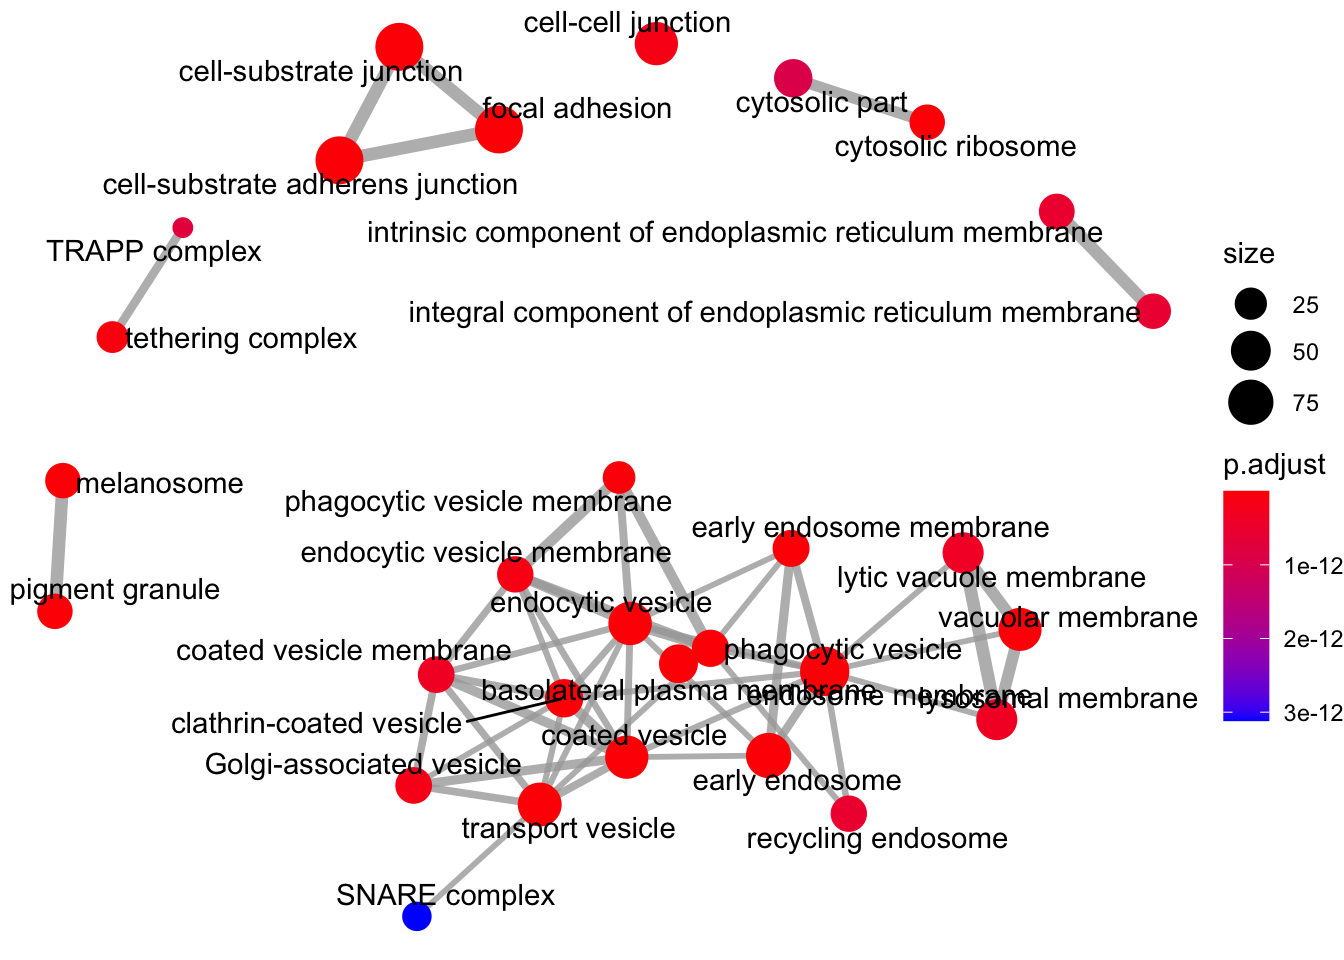 cell-cell junction
cell-substrate junction
focal adhesion
cytosolic part
cytosolic ribosome
cell-substrate adherens junction
intrinsic component of endoplasmic reticulum membrane
TRAPP complex
integral component of endoplasmic reticulum membrane
tethering complex
size
25
50
75
p.adjust
1e-12
2e-12
3e-12
melanosome
pigment granule
phagocytic vesicle membrane
early endosome membrane
endocytic vesicle membrane
lytic vacuole membrane
endocytic vesicle
vacuolar membrane
coated vesicle membrane
phagocytic vesicle
basolateral plasma membrane
endosome membrane
lysosomal membrane
clathrin-coated vesicle
coated vesicle
Golgi-associated vesicle
early endosome
transport vesicle
recycling endosome
SNARE complex